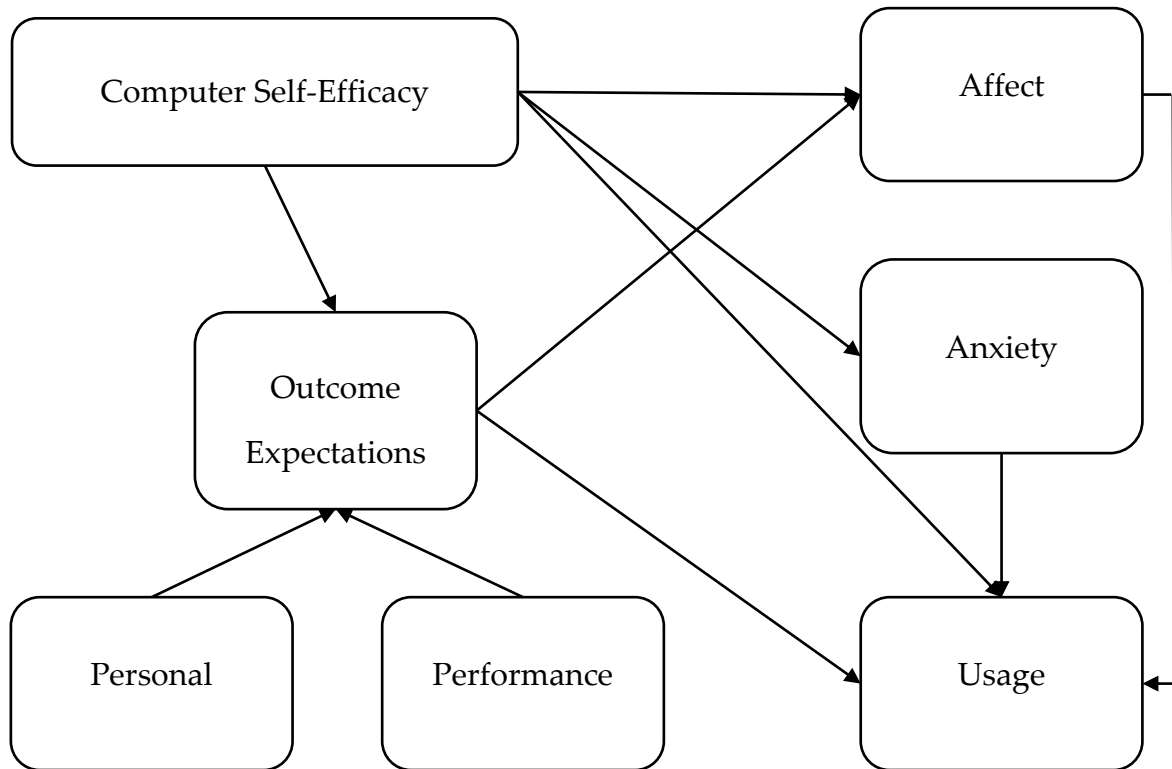 Computer Self-Efficacy
Affect
Anxiety
Outcome
Expectations
Personal
Performance
Usage